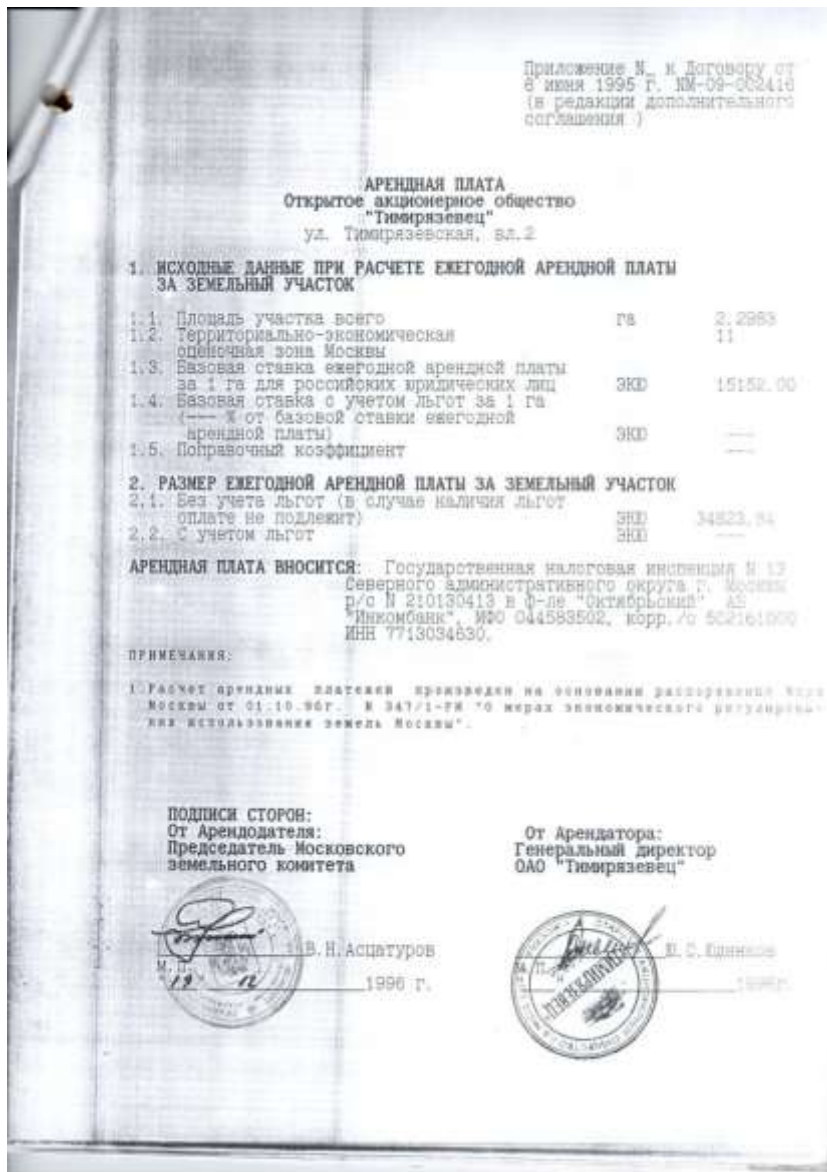 Приложение N_ к Договору от
6 июня 1995 г. NМ-09-002416
(в редакции дополнительного
соглашения )
АРЕНДНАЯ ПЛАТА
Открытое акционерное общество
"Тимирязевец"
ул. Тимирязевская, вл.2
1. ИСХОДНЫЕ ДАННЫЕ ПРИ РАСЧЕТЕ ЕЖЕГОДНОЙ АРЕНДНОЙ ПЛАТЫ
ЗА ЗЕМЕЛЬНЫЙ УЧАСТОК
1.1. Площадь участка всего га 2.2983
1.2. Территориально-экономическая 11
оценочная зона Москвы
1.3. Базовая ставка ежегодной арендной платы
за 1 га для российских юридических лиц ЭКЮ 15152.00
1.4. Базовая ставка с учетом льгот за 1 га
(--- % от базовой ставки ежегодной
арендной платы) ЭКЮ ---
1.5. Поправочный коэффициент ---
2. РАЗМЕР ЕЖЕГОДНОЙ АРЕНДНОЙ ПЛАТЫ ЗА ЗЕМЕЛЬНЫЙ УЧАСТОК
2.1. Без учета льгот (в случае наличия льгот
оплате не подлежит) ЭКЮ 34823.84
2.2. С учетом льгот ЭКЮ ---
АРЕНДНАЯ ПЛАТА ВНОСИТСЯ: Государственная налоговая инспекция N 13
Северного административного округа г. Москвы
р/с N 210130413 в ф-ле "Октябрьский" АБ
"Инкомбанк", МФО 044583502, корр./с 502161000
ИНН 7713034630.
ПРИМЕЧАНИЯ:
1 Расчет арендных платежей произведен на основании распоряжения Мэра
Москвы от 01.10.96г. N 347/1-РМ "О мерах экономического регулирова-
ния использования земель Москвы".
ПОДПИСИ СТОРОН:
От Арендодателя:
Председатель Московского
земельного комитета
От Арендатора:
Генеральный директор
ОАО "Тимирязевец"
В.Н.Асцатуров
М.П.
"19" 12 1996 г.
Ю.С.
М.П.
1996г.
ТИМИРЯЗЕВЕЦ